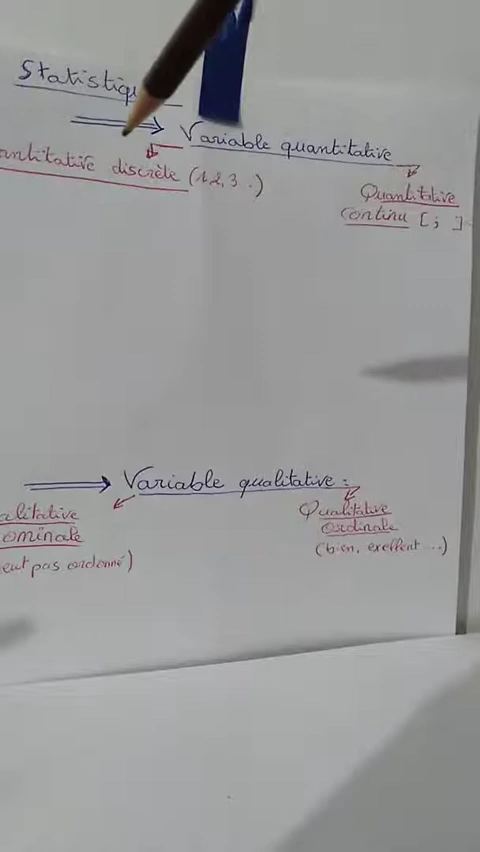 Statistiqu
Variable quantitative
antitative discrète (1,2,3 .)
Quantitative
continu [ ; ]
Variable qualitative :
alitative
ominale
eut pas ordonné)
Qualitative
ordinale
(bien, exellent ...)